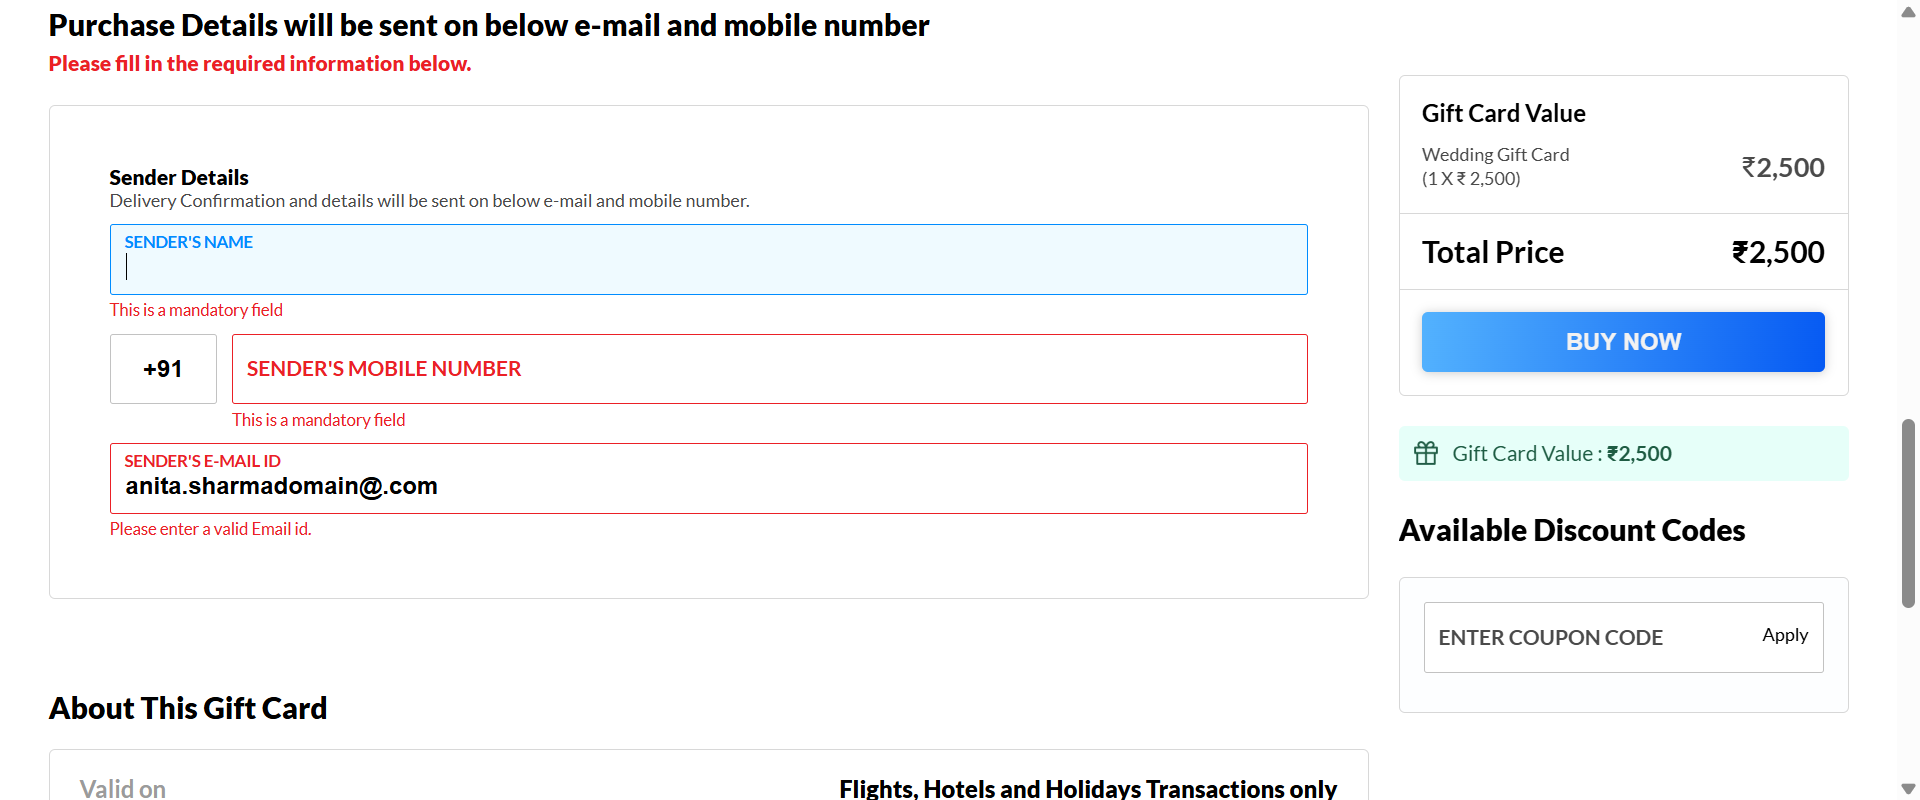 Purchase Details will be sent on below e-mail and mobile number
Please fill in the required information below.
Sender Details
Delivery Confirmation and details will be sent on below e-mail and mobile number.
SENDER'S NAME
This is a mandatory field
+91
SENDER'S MOBILE NUMBER
This is a mandatory field
SENDER'S E-MAIL ID
anita.sharmadomain@.com
Please enter a valid Email id.
About This Gift Card
Valid on
Flights, Hotels and Holidays Transactions only
Gift Card Value
Wedding Gift Card
(1 X ₹ 2,500)
₹2,500
Total Price
₹2,500
BUY NOW
Gift Card Value : ₹2,500
Available Discount Codes
ENTER COUPON CODE
Apply